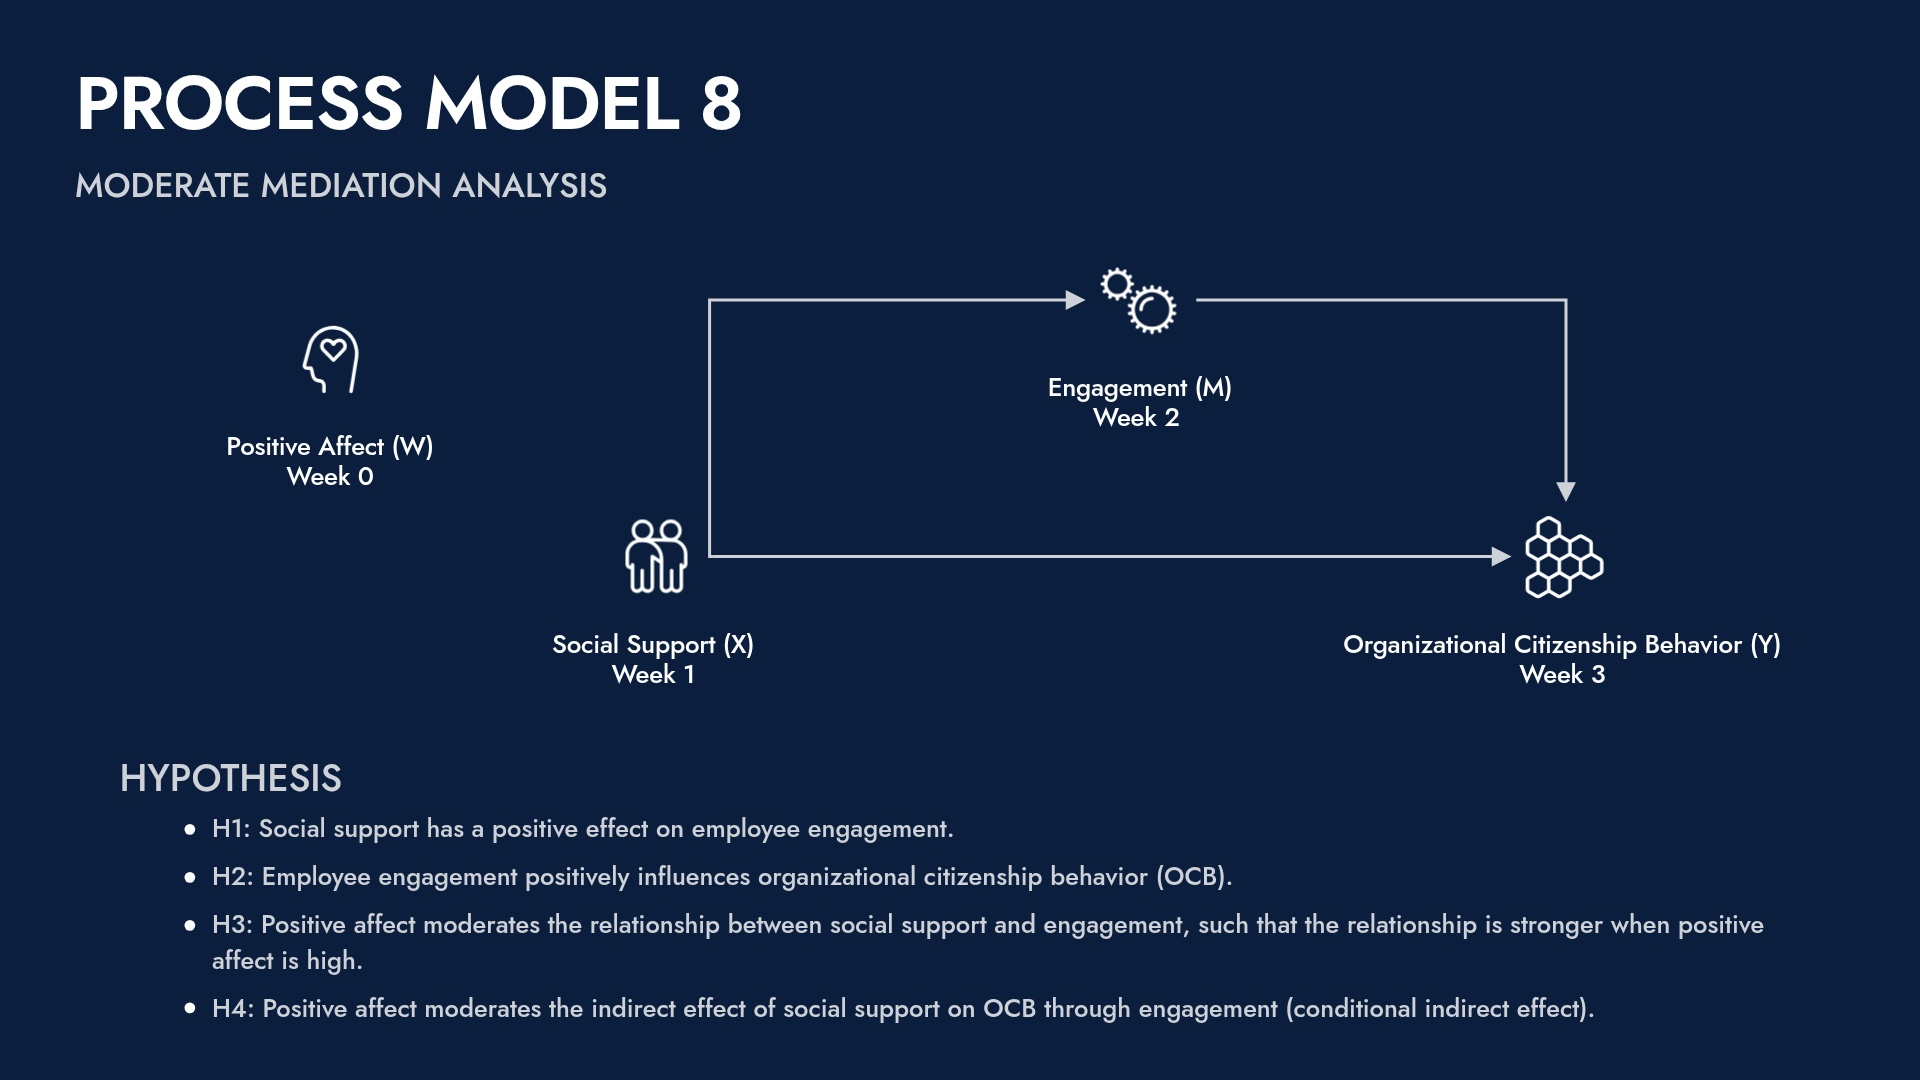 PROCESS MODEL 8
MODERATE MEDIATION ANALYSIS
Engagement (M)
Week 2
Positive Affect (W)
Week 0
Social Support (X)
Week 1
Organizational Citizenship Behavior (Y)
Week 3
HYPOTHESIS
H1: Social support has a positive effect on employee engagement.
H2: Employee engagement positively influences organizational citizenship behavior (OCB).
H3: Positive affect moderates the relationship between social support and engagement, such that the relationship is stronger when positive
affect is high.
H4: Positive affect moderates the indirect effect of social support on OCB through engagement (conditional indirect effect).